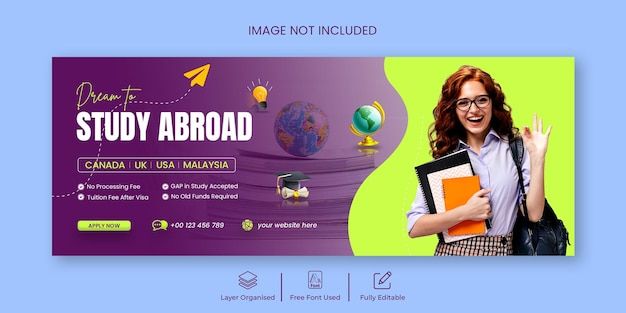 IMAGE NOT INCLUDED
Dream to
STUDY ABROAD
CANADA | UK | USA | MALAYSIA
No Processing Fee
GAP in Study Accepted
Tuition Fee After Visa
No Old Funds Required
APPLY NOW
+00 123 456 789
your website here
Layer Organised
Font
Free Font Used
Fully Editable